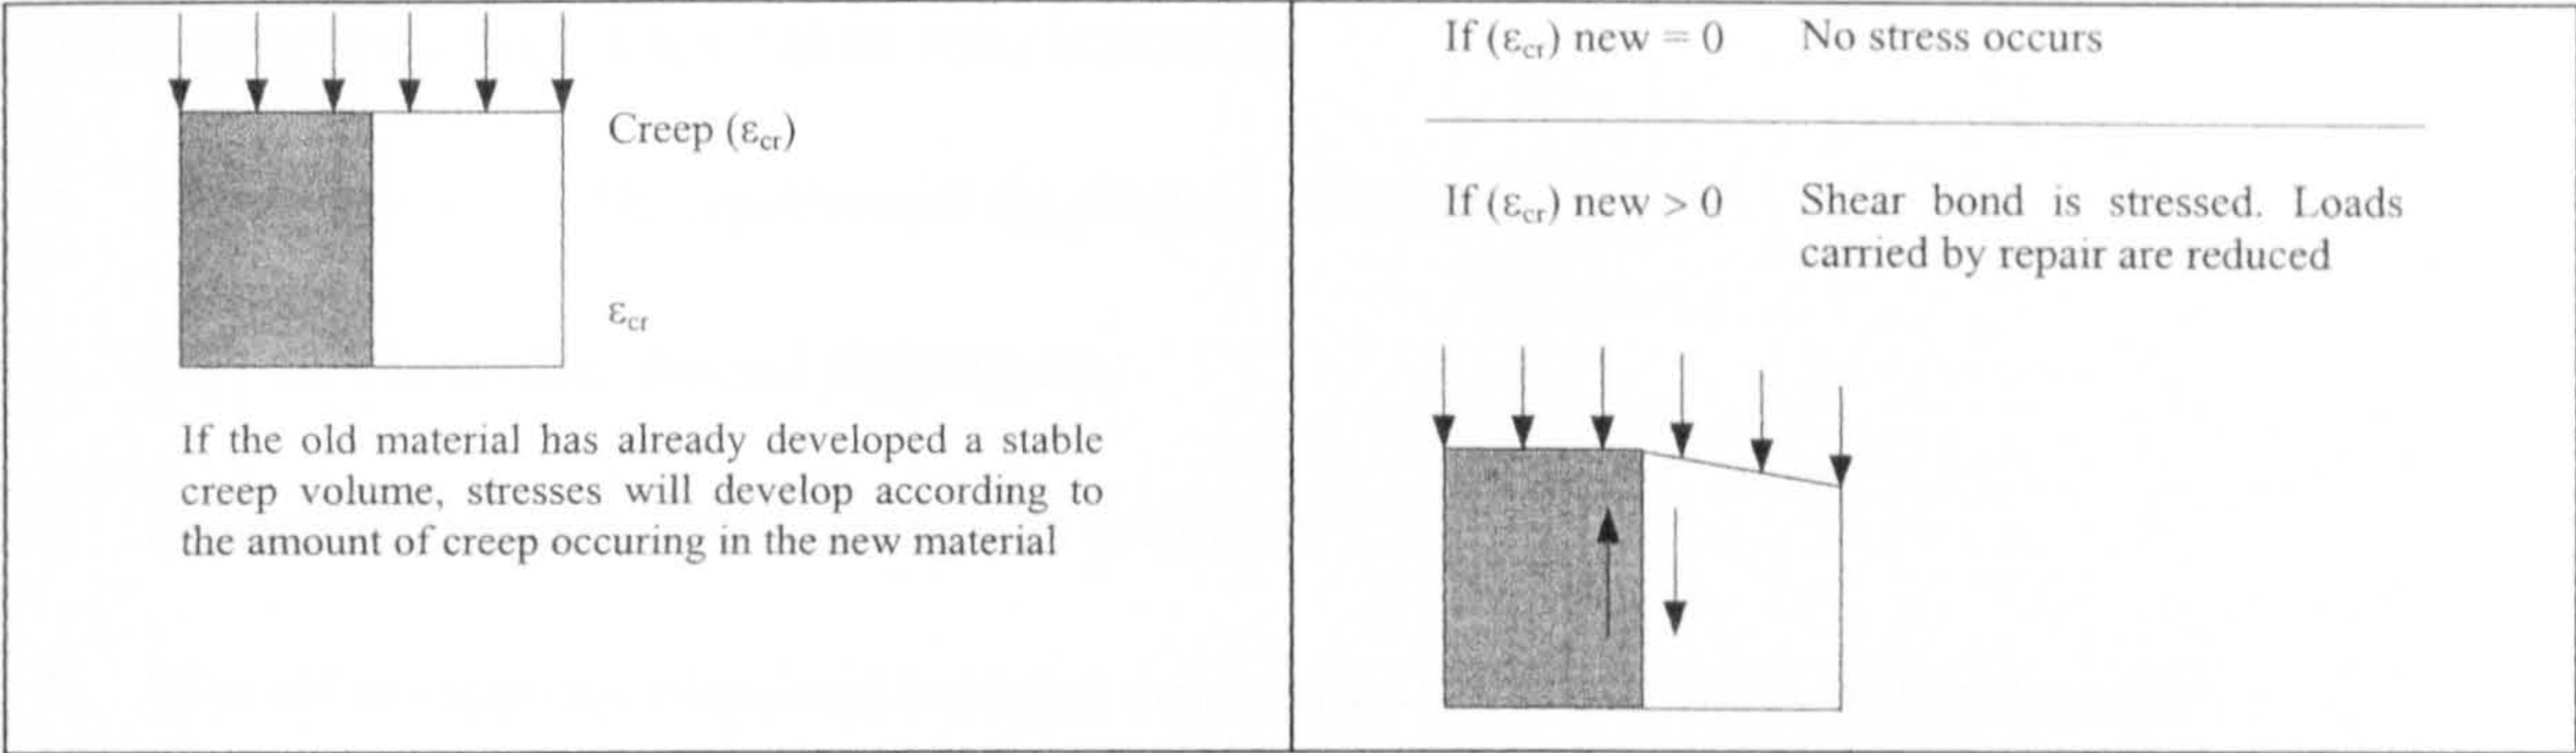 Creep (εcr)
εcr
If the old material has already developed a stable
creep volume, stresses will develop according to
the amount of creep occuring in the new material
If (εcr) new = 0 No stress occurs
If (εcr) new > 0 Shear bond is stressed. Loads
carried by repair are reduced